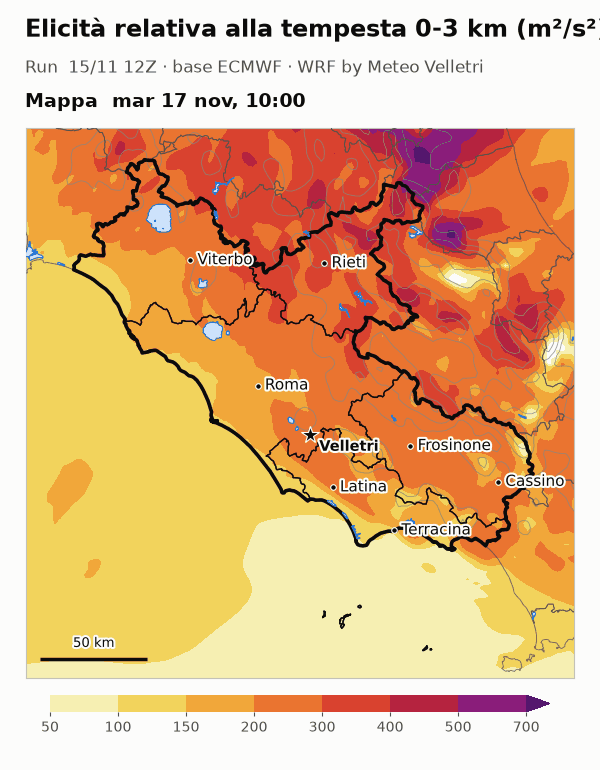 Elicità relativa alla tempesta 0-3 km (m²/s²)
Run 15/11 12Z · base ECMWF · WRF by Meteo Velletri
Mappa mar 17 nov, 10:00
Viterbo
Rieti
Roma
Velletri
Frosinone
Latina
Cassino
Terracina
50 km
50 100 150 200 300 400 500 700